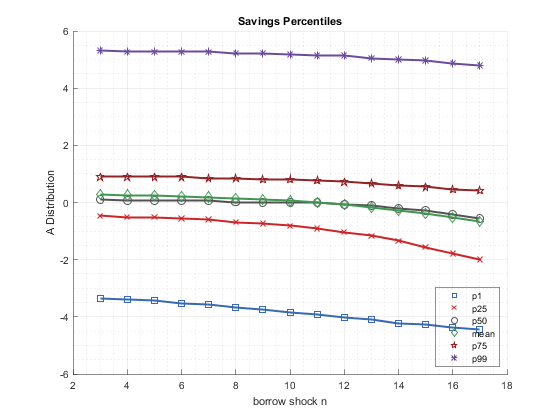 Savings Percentiles
6
4
2
0
-2
-4
-6
A Distribution
2
4
6
8
10
12
14
16
18
borrow shock n
p1
p25
p50
mean
p75
p99